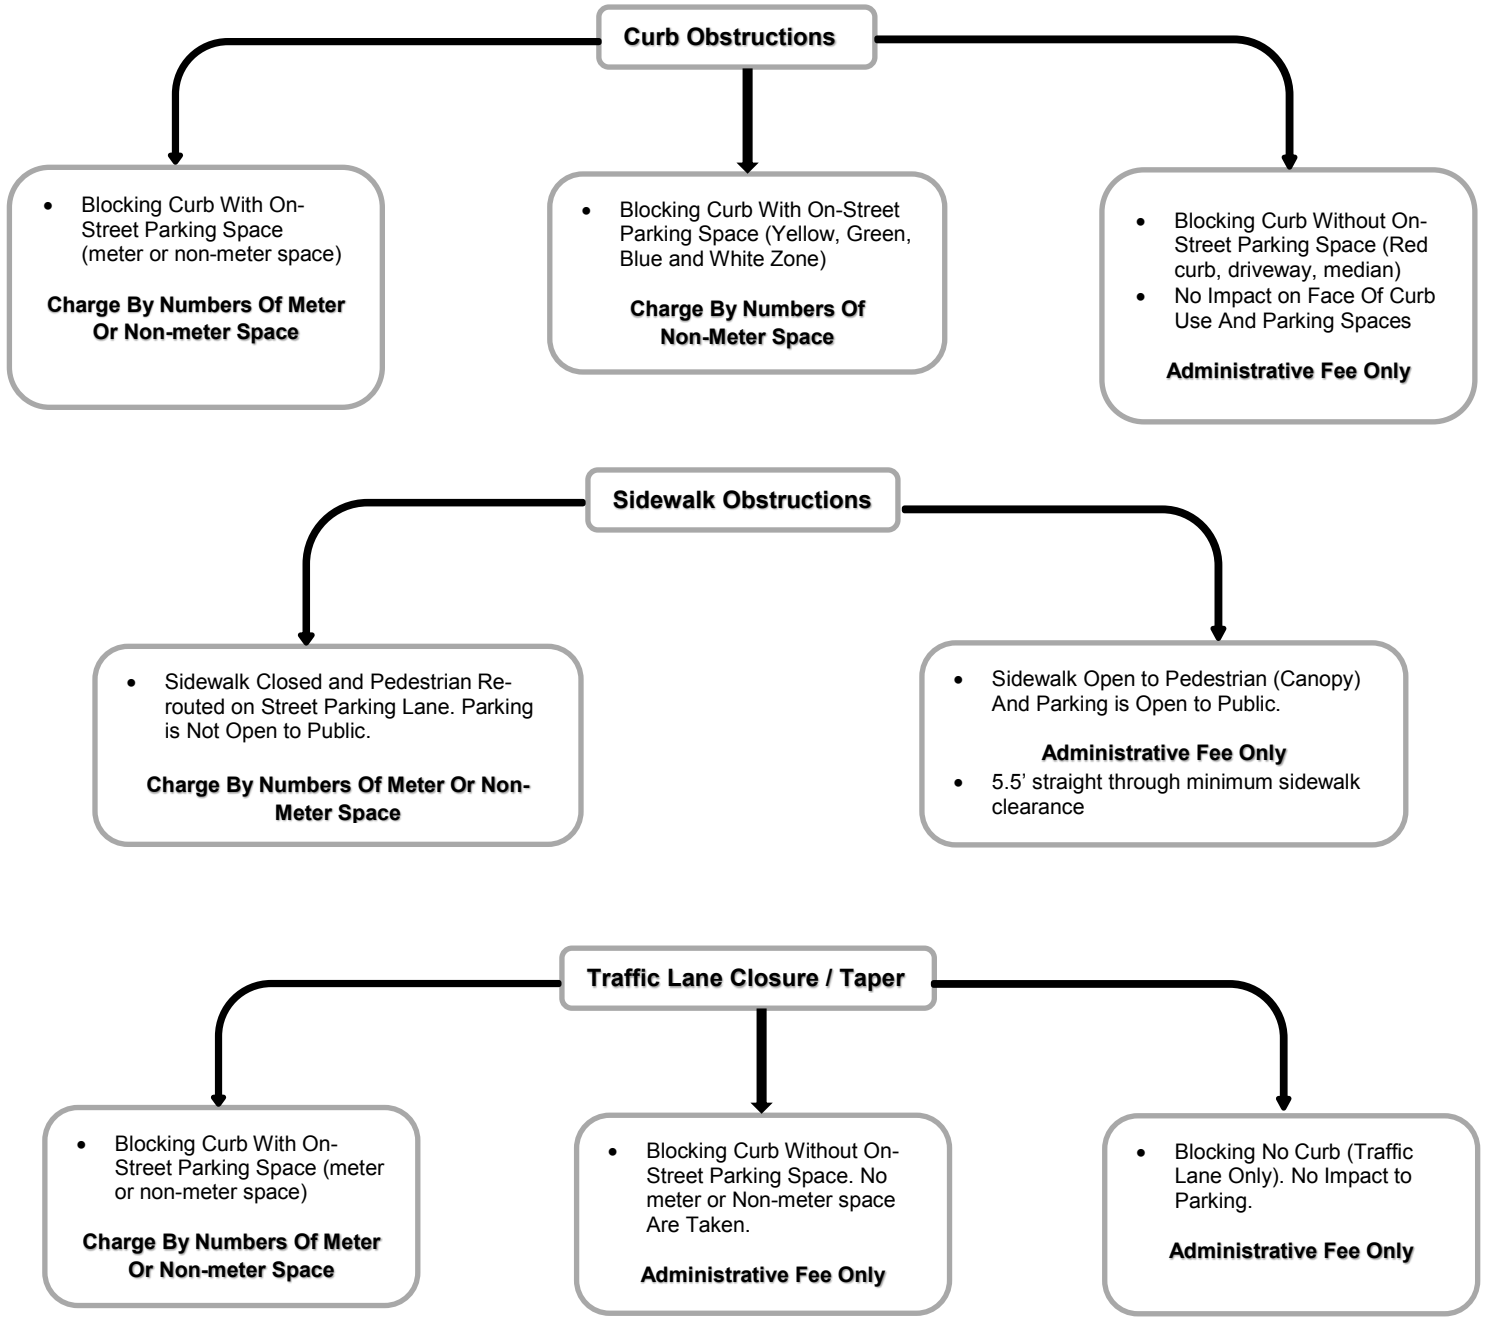 Curb Obstructions
• Blocking Curb With On-
Street Parking Space
(meter or non-meter space)
Charge By Numbers Of Meter
Or Non-meter Space
• Blocking Curb With On-Street
Parking Space (Yellow, Green,
Blue and White Zone)
Charge By Numbers Of
Non-Meter Space
• Blocking Curb Without On-
Street Parking Space (Red
curb, driveway, median)
• No Impact on Face Of Curb
Use And Parking Spaces
Administrative Fee Only
Sidewalk Obstructions
• Sidewalk Closed and Pedestrian Re-
routed on Street Parking Lane. Parking
is Not Open to Public.
Charge By Numbers Of Meter Or Non-
Meter Space
• Sidewalk Open to Pedestrian (Canopy)
And Parking is Open to Public.
Administrative Fee Only
• 5.5’ straight through minimum sidewalk
clearance
Traffic Lane Closure / Taper
• Blocking Curb With On-
Street Parking Space (meter
or non-meter space)
Charge By Numbers Of Meter
Or Non-meter Space
• Blocking Curb Without On-
Street Parking Space. No
meter or Non-meter space
Are Taken.
Administrative Fee Only
• Blocking No Curb (Traffic
Lane Only). No Impact to
Parking.
Administrative Fee Only